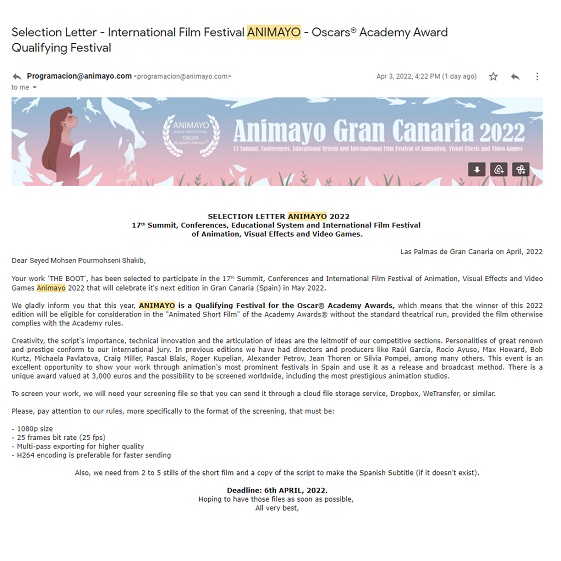 Selection Letter - International Film Festival ANIMAYO - Oscars® Academy Award
Qualifying Festival
Programacion@animayo.com <programacion@animayo.com>
Apr 3, 2022, 4:22 PM (1 day ago)
to me
ANIMAYO
OSCAR
Animayo Gran Canaria 2022
17 Summit, Conferences, Educational System and International Film Festival of Animation, Visual Effects and Video Games
SELECTION LETTER ANIMAYO 2022
17th Summit, Conferences, Educational System and International Film Festival
of Animation, Visual Effects and Video Games.
Las Palmas de Gran Canaria on April, 2022
Dear Seyed Mohsen Pourmohseni Shakib,
Your work 'THE BOOT', has been selected to participate in the 17th Summit, Conferences and International Film Festival of Animation, Visual Effects and Video
Games Animayo 2022 that will celebrate it's next edition in Gran Canaria (Spain) in May 2022.
We gladly inform you that this year, ANIMAYO is a Qualifying Festival for the Oscar® Academy Awards, which means that the winner of this 2022
edition will be eligible for consideration in the "Animated Short Film" of the Academy Awards® without the standard theatrical run, provided the film otherwise
complies with the Academy rules.
Creativity, the script's importance, technical innovation and the articulation of ideas are the leitmotif of our competitive sections. Personalities of great renown
and prestige conform to our international jury. In previous editions we have had directors and producers like Raúl García, Rocío Ayuso, Max Howard, Bob
Kurtz, Michaela Pavlatova, Craig Miller, Pascal Blais, Roger Kupelian, Alexander Petrov, Jean Thoren or Silvia Pompei, among many others. This event is an
excellent opportunity to show your work through animation's most prominent festivals in Spain and use it as a release and broadcast method. There is a
unique award valued at 3,000 euros and the possibility to be screened worldwide, including the most prestigious animation studios.
To screen your work, we will need your screening file so that you can send it through a cloud file storage service, Dropbox, WeTransfer, or similar.
Please, pay attention to our rules, more specifically to the format of the screening, that must be:
- 1080p size
- 25 frames bit rate (25 fps)
- Multi-pass exporting for higher quality
- H264 encoding is preferable for faster sending
Also, we need from 2 to 5 stills of the short film and a copy of the script to make the Spanish Subtitle (if it doesn't exist).
Deadline: 6th APRIL, 2022.
Hoping to have those files as soon as possible,
All very best,